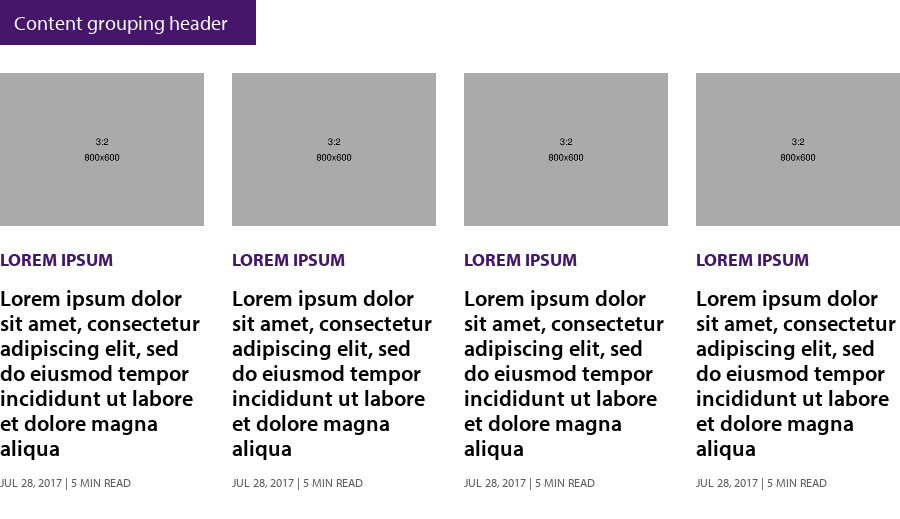 Content grouping header
3:2
800x600
LOREM IPSUM
Lorem ipsum dolor
sit amet, consectetur
adipiscing elit, sed
do eiusmod tempor
incididunt ut labore
et dolore magna
aliqua
JUL 28, 2017 | 5 MIN READ
3:2
800x600
LOREM IPSUM
Lorem ipsum dolor
sit amet, consectetur
adipiscing elit, sed
do eiusmod tempor
incididunt ut labore
et dolore magna
aliqua
JUL 28, 2017 | 5 MIN READ
3:2
800x600
LOREM IPSUM
Lorem ipsum dolor
sit amet, consectetur
adipiscing elit, sed
do eiusmod tempor
incididunt ut labore
et dolore magna
aliqua
JUL 28, 2017 | 5 MIN READ
3:2
800x600
LOREM IPSUM
Lorem ipsum dolor
sit amet, consectetur
adipiscing elit, sed
do eiusmod tempor
incididunt ut labore
et dolore magna
aliqua
JUL 28, 2017 | 5 MIN READ